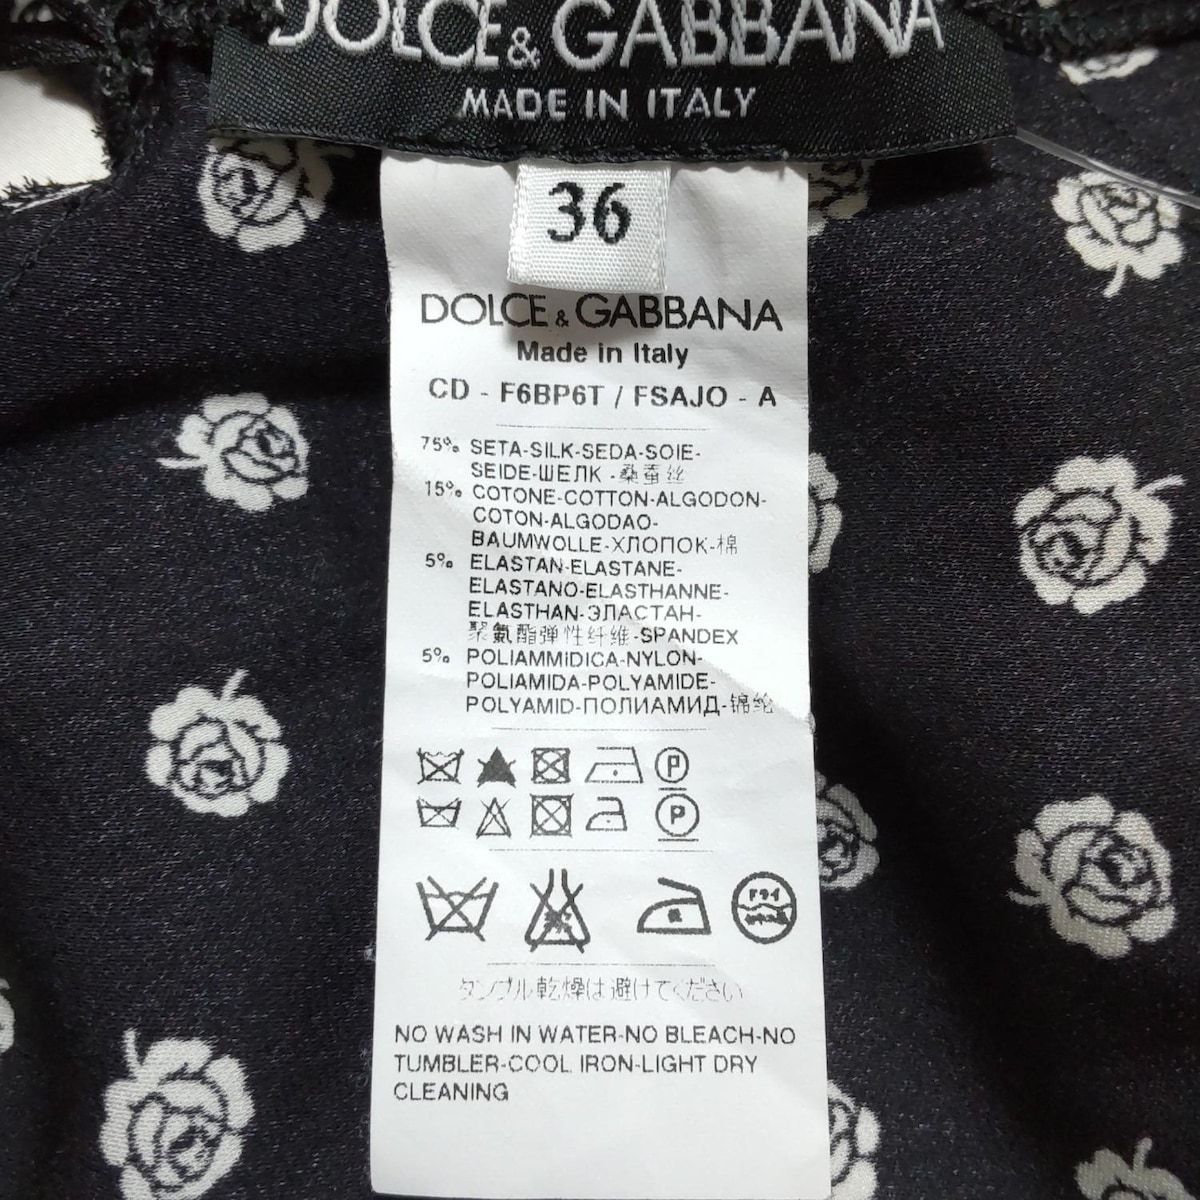 DOLCE & GABBANA
MADE IN ITALY
36
DOLCE & GABBANA
Made in Italy
CD - F6BP6T / FSAJO - A
75% SETA-SILK-SEDA-SOIE-
SEIDE-ШЕЛК -桑蚕丝
15% COTONE-COTTON-ALGODON-
COTON-ALGODAO-
BAUMWOLLE-ХЛОПОК-棉
5% ELASTAN-ELASTANE-
ELASTANO-ELASTHANNE-
ELASTHAN-ЭЛАСТАН-
聚氨酯弹性纤维-SPANDEX
5% POLIAMMIDICA-NYLON-
POLIAMIDA-POLYAMIDE-
POLYAMID-ПОЛИАМИД-锦纶
P
P
ドライ
タンブル乾燥は避けてください
NO WASH IN WATER-NO BLEACH-NO
TUMBLER-COOL IRON-LIGHT DRY
CLEANING